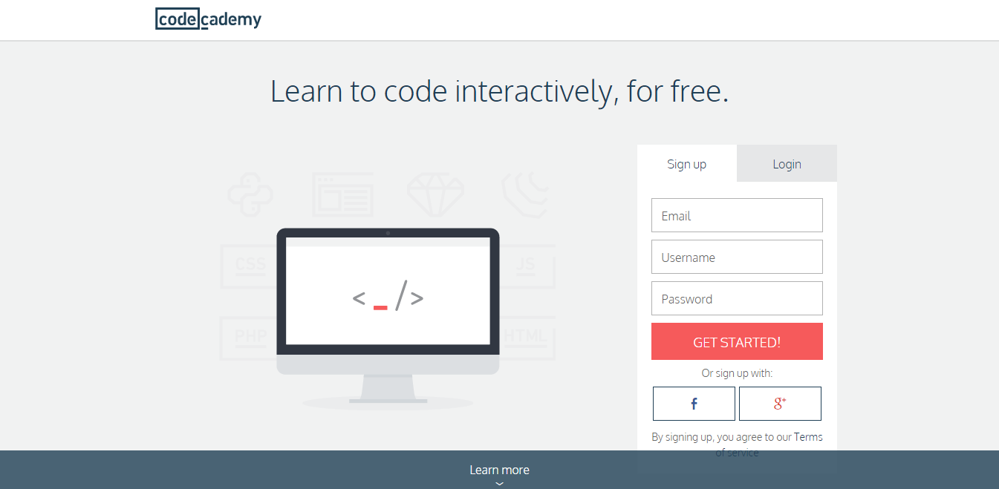 codecademy
Learn to code interactively, for free.
Sign up
Login
Email
Username
Password
GET STARTED!
Or sign up with:
f
g+
By signing up, you agree to our Terms
of service
CSS
JS
PHP
HTML
< _ />
Learn more